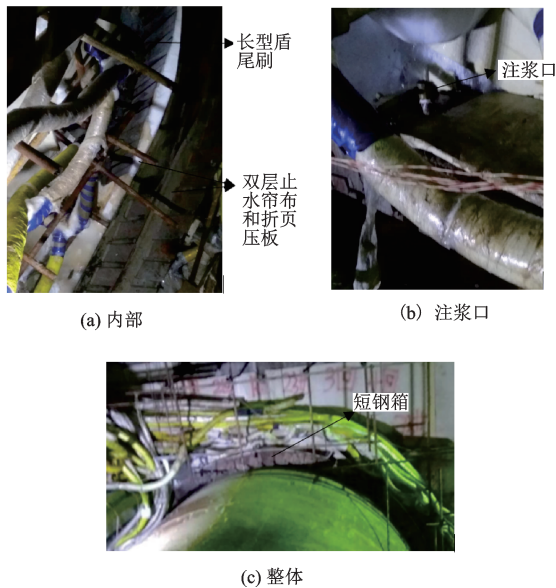 长型盾
尾刷
双层止
水帘布
和折页
压板
(a) 内部
注浆口
(b) 注浆口
短钢箱
(c) 整体